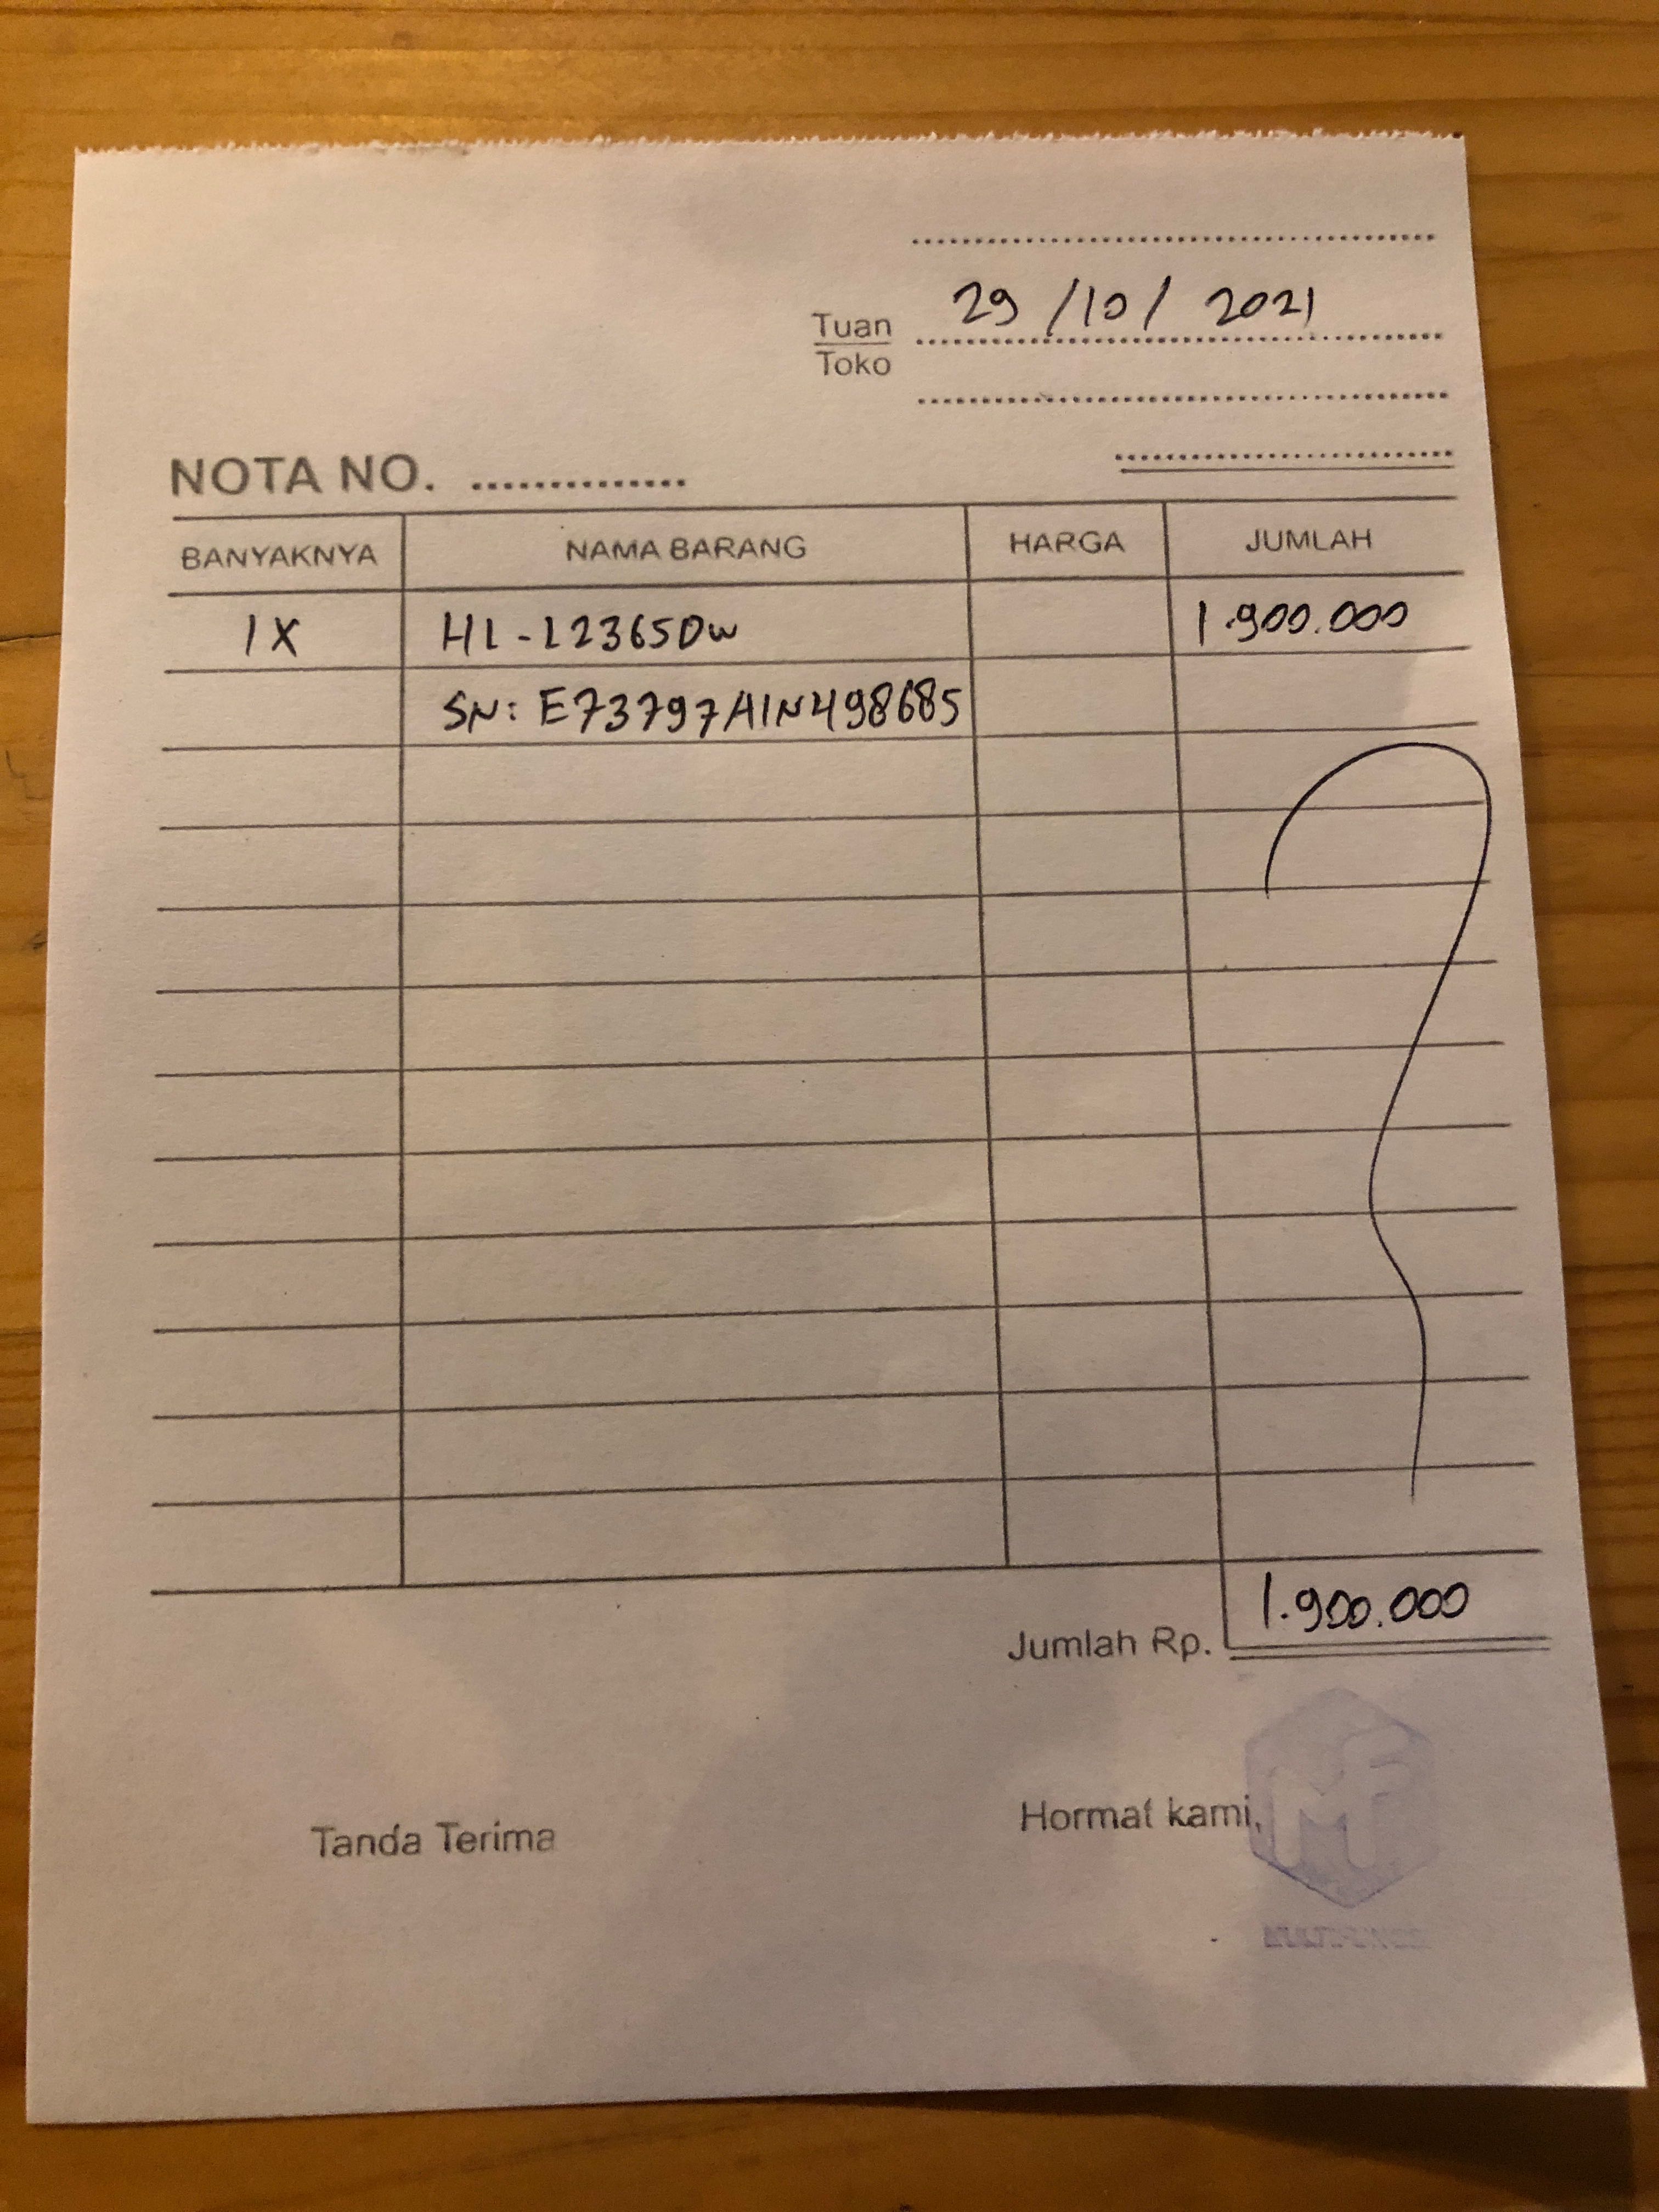 29/10/2021
Tuan
Toko
NOTA NO. ..............
BANYAKNYA NAMA BARANG HARGA JUMLAH
1X HL-L2365DW 1.900.000
SN: E73797A1N498685
Jumlah Rp. 1.900.000
Tanda Terima Hormat kami,
MF